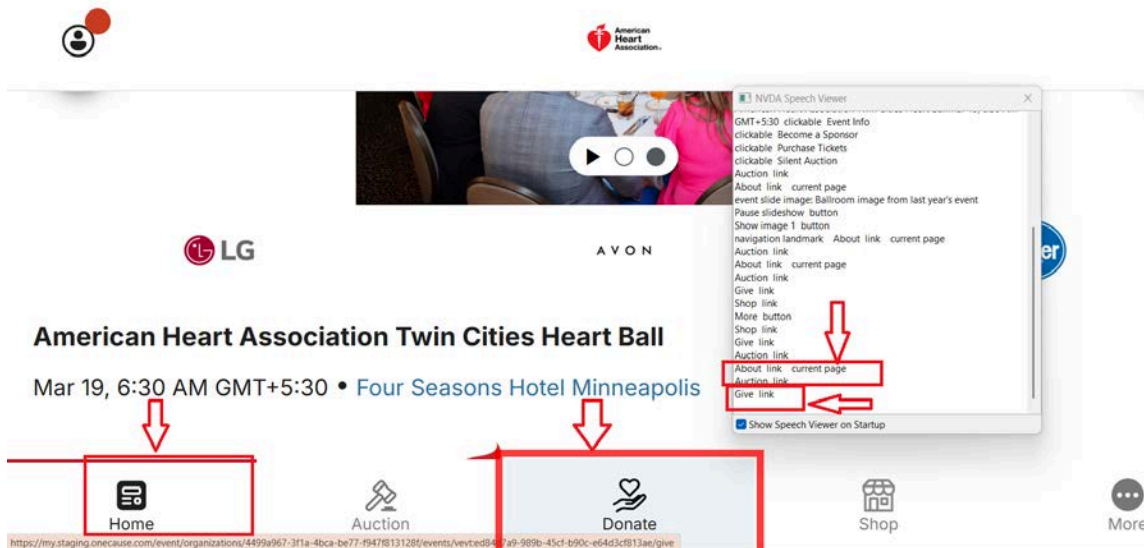 American
Heart
Association.
NVDA Speech Viewer
GMT+5:30 clickable Event Info
clickable Become a Sponsor
clickable Purchase Tickets
clickable Silent Auction
Auction link
About link current page
event slide image: Ballroom image from last year's event
Pause slideshow button
Show image 1 button
navigation landmark About link current page
Auction link
About link current page
Auction link
Give link
Shop link
More button
Shop link
Give link
Auction link
About link current page
Auction link
Give link
Show Speech Viewer on Startup
LG
AVON
er
American Heart Association Twin Cities Heart Ball
Mar 19, 6:30 AM GMT+5:30 • Four Seasons Hotel Minneapolis
Home
Auction
Donate
Shop
More